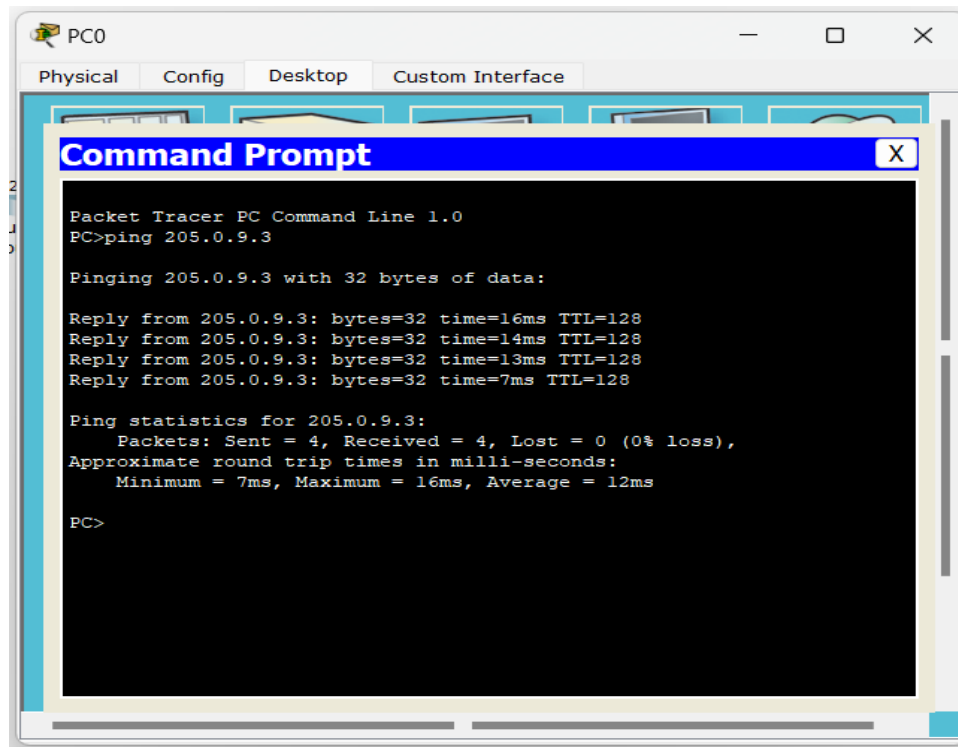 PC0
Physical Config Desktop Custom Interface
Command Prompt X
Packet Tracer PC Command Line 1.0
PC>ping 205.0.9.3
Pinging 205.0.9.3 with 32 bytes of data:
Reply from 205.0.9.3: bytes=32 time=16ms TTL=128
Reply from 205.0.9.3: bytes=32 time=14ms TTL=128
Reply from 205.0.9.3: bytes=32 time=13ms TTL=128
Reply from 205.0.9.3: bytes=32 time=7ms TTL=128
Ping statistics for 205.0.9.3:
Packets: Sent = 4, Received = 4, Lost = 0 (0% loss),
Approximate round trip times in milli-seconds:
Minimum = 7ms, Maximum = 16ms, Average = 12ms
PC>